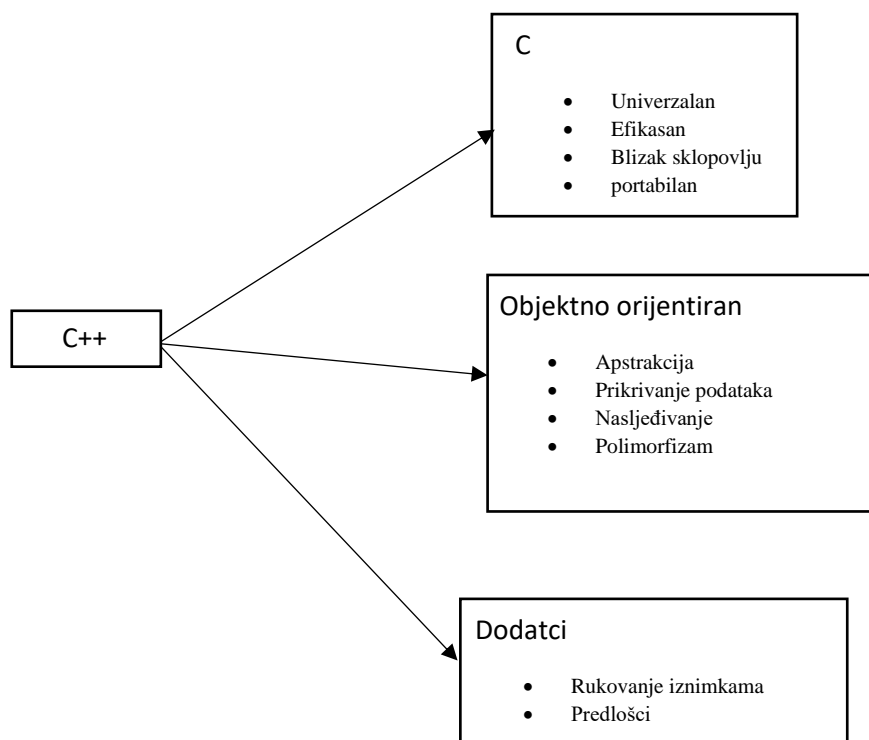 C
• Univerzalan
• Efikasan
• Blizak sklopovlju
• portabilan
C++
Objektno orijentiran
• Apstrakcija
• Prikrivanje podataka
• Nasljeđivanje
• Polimorfizam
Dodatci
• Rukovanje iznimkama
• Predlošci